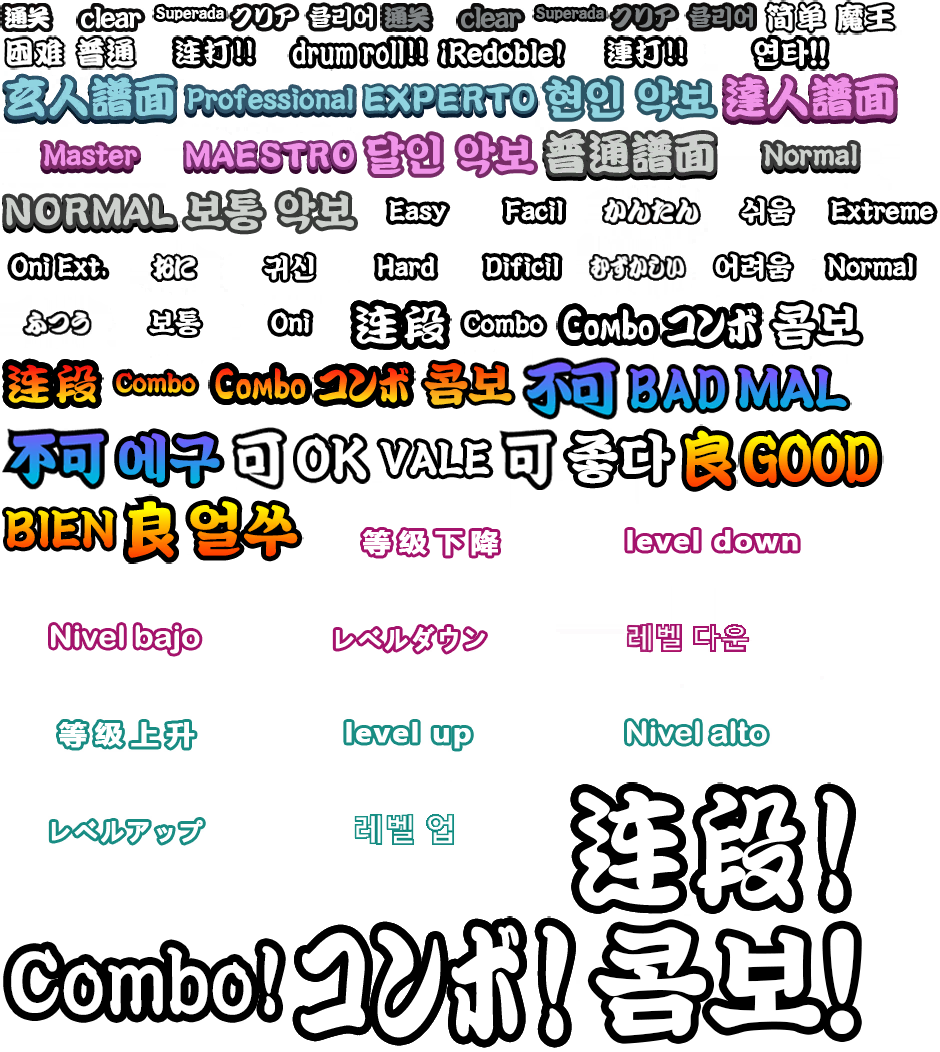 通关 clear Superada クリア 클리어 通关 clear Superada クリア 클리어 简单 魔王
困难 普通 连打!! drum roll!! ¡Redoble! 連打!! 연타!!
玄人譜面 Professional EXPERTO 현인 악보 達人譜面
Master MAESTRO 달인 악보 普通譜面 Normal
NORMAL 보통 악보 Easy Facil かんたん 쉬움 Extreme
Oni Ext. おに 귀신 Hard Dificil むずかしい 어려움 Normal
ふつう 보통 Oni 连段 Combo Combo コンボ 콤보
连段 Combo Combo コンボ 콤보 不可 BAD MAL
不可 에구 可 OK VALE 可 좋다 良 GOOD
BIEN 良 얼쑤 等级下降 level down
Nivel bajo レベルダウン 레벨 다운
等级上升 level up Nivel alto
レベルアップ 레벨 업 连段!
Combo! コンボ! 콤보!